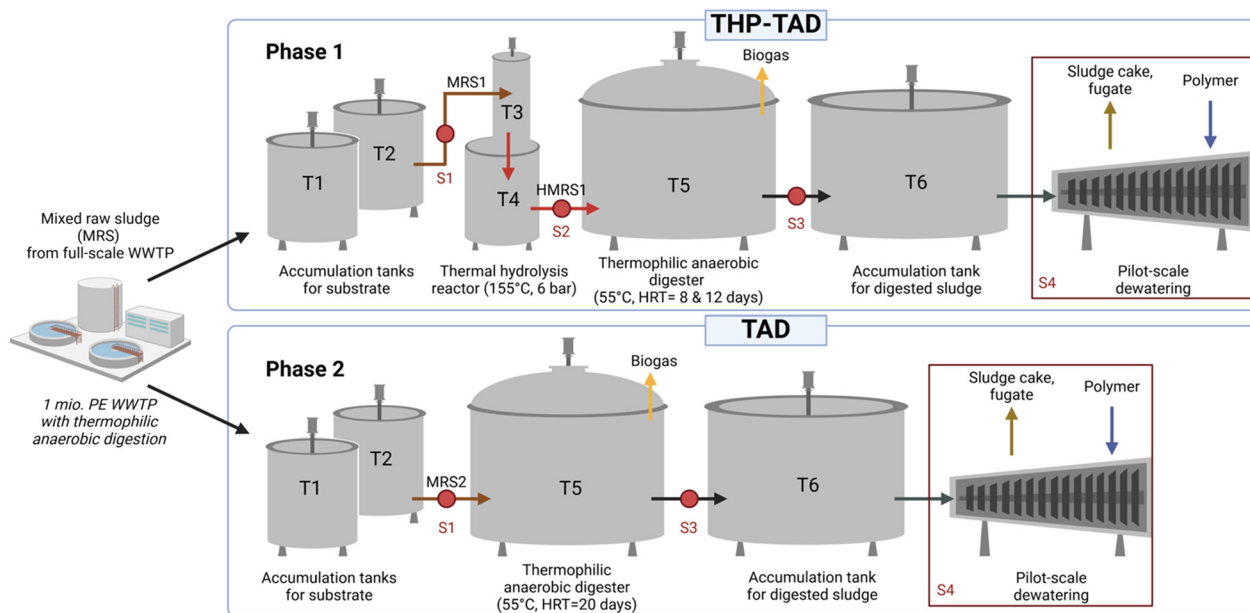 THP-TAD
Phase 1
T1
T2
MRS1
S1
T3
T4
HMRS1
S2
Biogas
T5
S3
T6
Sludge cake,
fugate
Polymer
S4
Accumulation tanks
for substrate
Thermal hydrolysis
reactor (155°C, 6 bar)
Thermophilic anaerobic
digester
(55°C, HRT= 8 & 12 days)
Accumulation tank
for digested sludge
Pilot-scale
dewatering
Mixed raw sludge
(MRS)
from full-scale WWTP
1 mio. PE WWTP
with thermophilic
anaerobic digestion
TAD
Phase 2
T1
T2
MRS2
S1
Biogas
T5
S3
T6
Sludge cake,
fugate
Polymer
S4
Accumulation tanks
for substrate
Thermophilic
anaerobic digester
(55°C, HRT=20 days)
Accumulation tank
for digested sludge
Pilot-scale
dewatering